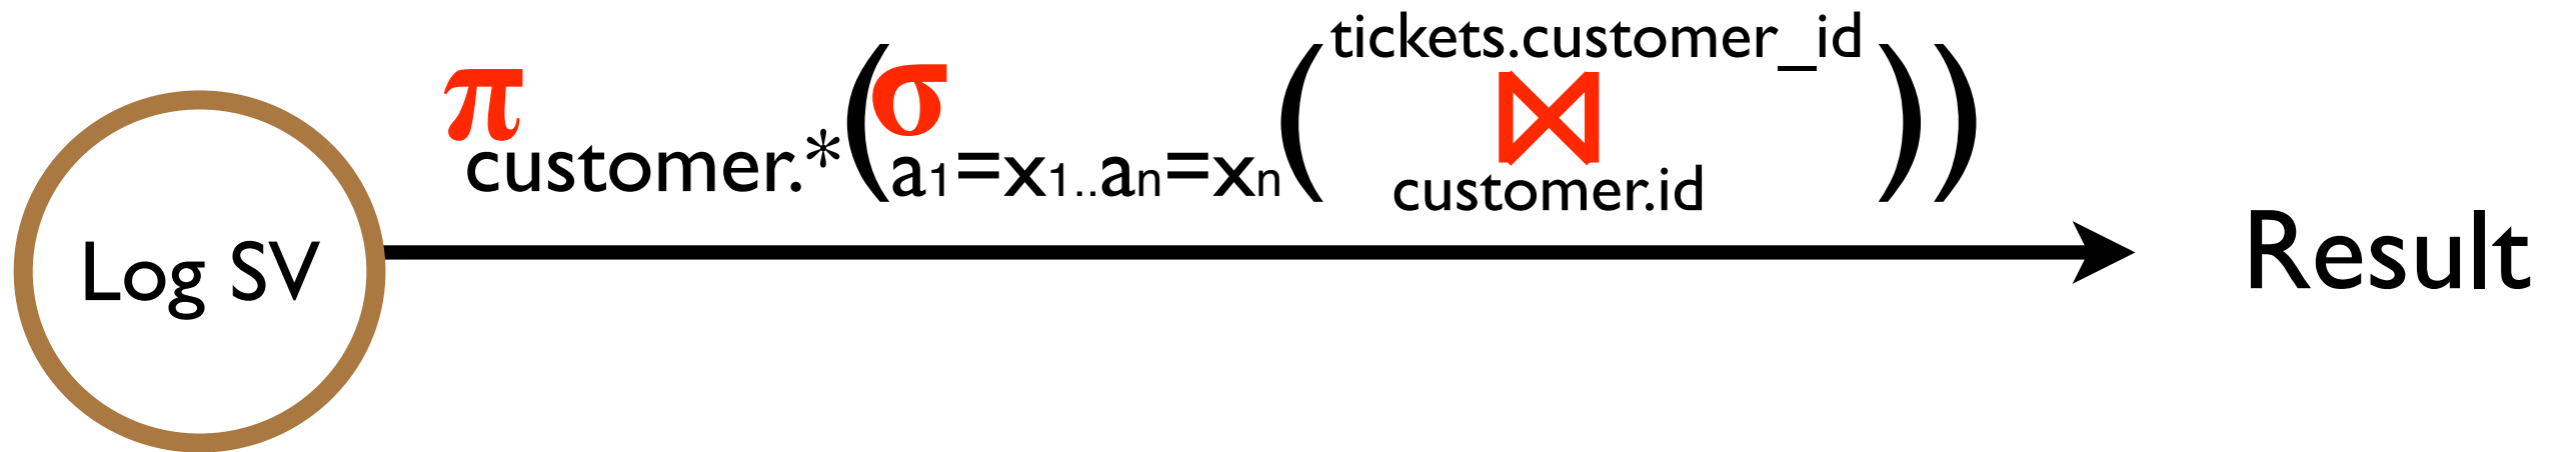 tickets.customer_id
π customer.*(σ a1=x1..an=xn(⋈))
customer.id
Log SV
Result